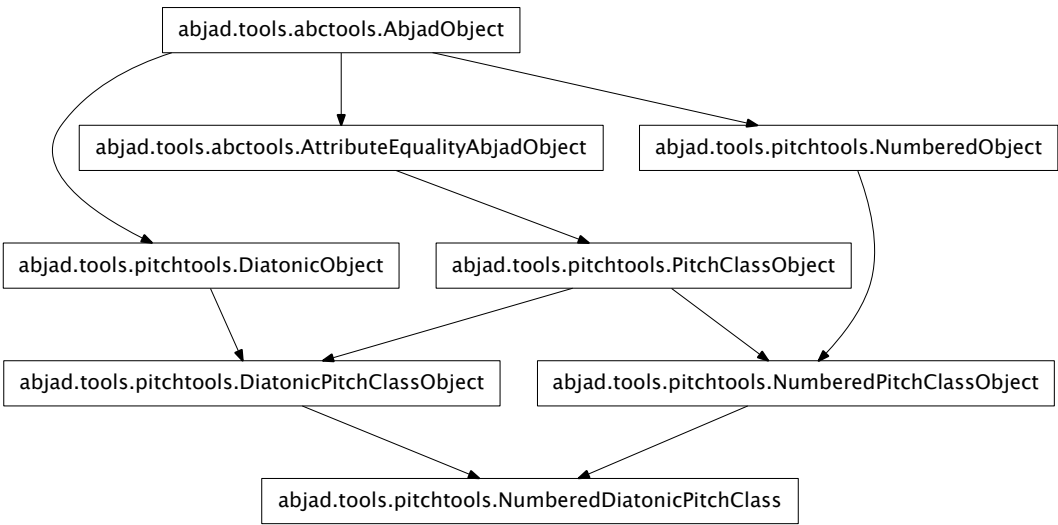 abjad.tools.abctools.AbjadObject
abjad.tools.abctools.AttributeEqualityAbjadObject
abjad.tools.pitchtools.NumberedObject
abjad.tools.pitchtools.DiatonicObject
abjad.tools.pitchtools.PitchClassObject
abjad.tools.pitchtools.DiatonicPitchClassObject
abjad.tools.pitchtools.NumberedPitchClassObject
abjad.tools.pitchtools.NumberedDiatonicPitchClass